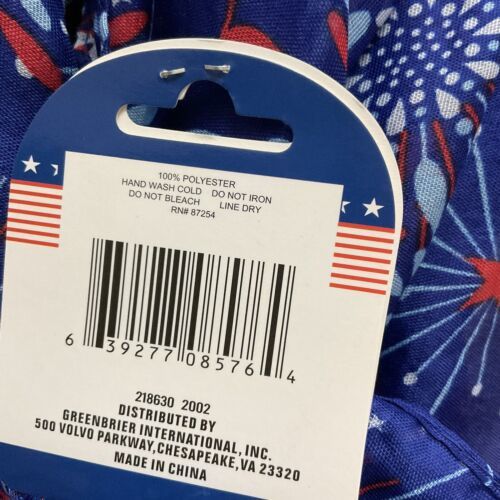 100% POLYESTER
HAND WASH COLD DO NOT IRON
DO NOT BLEACH LINE DRY
RN# 87254
6 39277 08576 4
218630 2002
DISTRIBUTED BY
GREENBRIER INTERNATIONAL, INC.
500 VOLVO PARKWAY,CHESAPEAKE,VA 23320
MADE IN CHINA